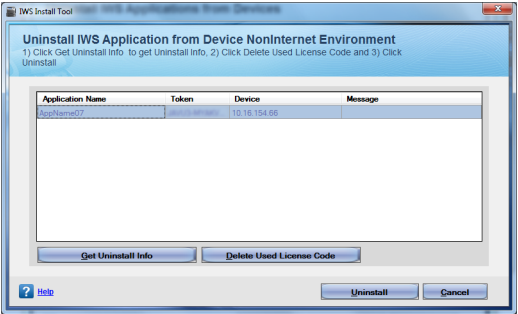 IWS Install Tool
Uninstall IWS Application from Device NonInternet Environment
1) Click Get Uninstall Info to get Uninstall Info, 2) Click Delete Used License Code and 3) Click
Uninstall
Application Name Token Device Message
AppName07 10.16.154.66
Get Uninstall Info Delete Used License Code
? Help Uninstall Cancel